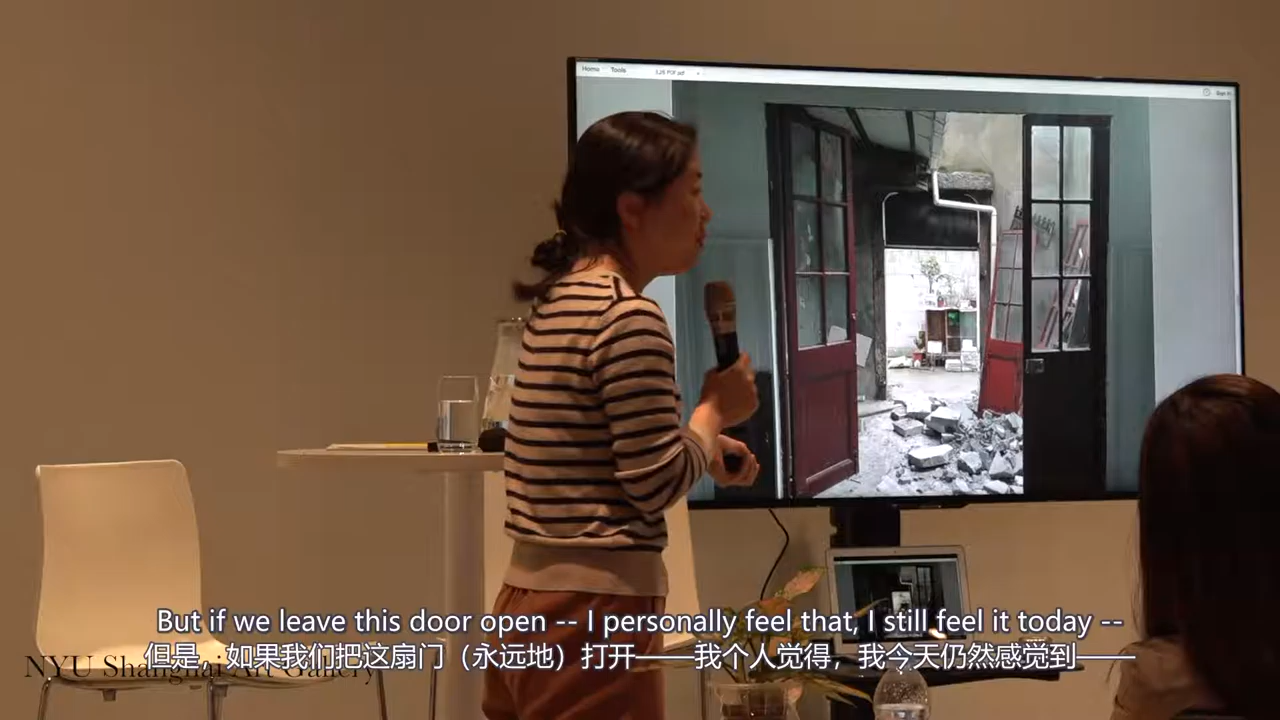 Home Tools
But if we leave this door open -- I personally feel that, I still feel it today --
但是，如果我们把这扇门（永远地）打开——我个人觉得，我今天仍然感觉到——
NYU Shanghai Art Gallery